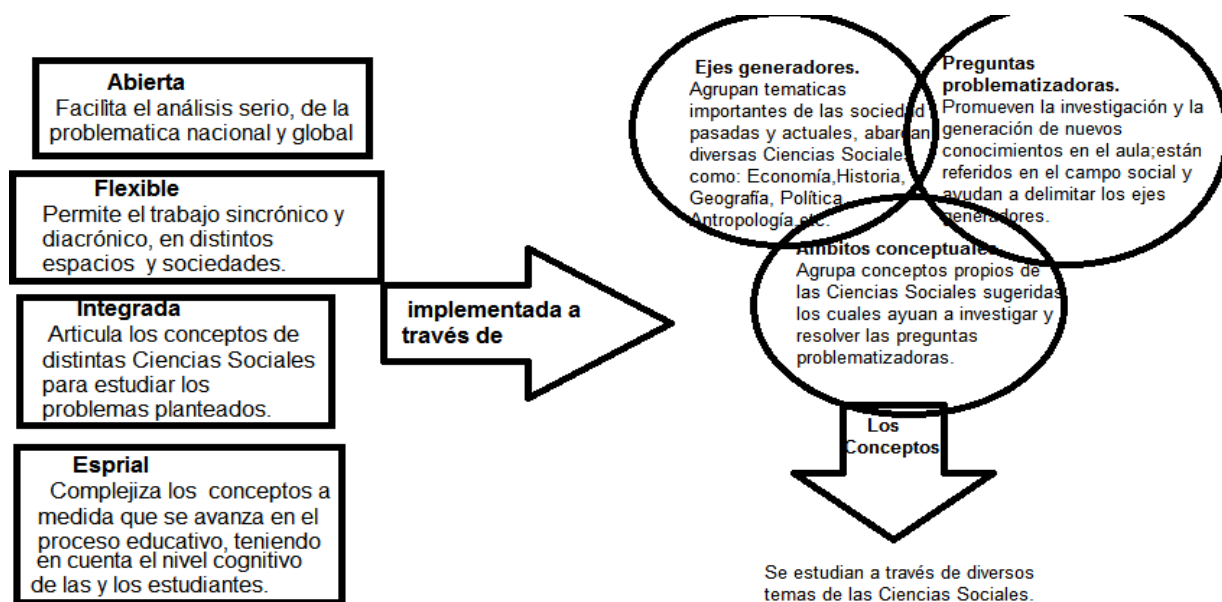 Abierta
Facilita el análisis serio, de la
problematica nacional y global
Flexible
Permite el trabajo sincrónico y
diacrónico, en distintos
espacios y sociedades.
Integrada
Articula los conceptos de
distintas Ciencias Sociales
para estudiar los
problemas planteados.
Esprial
Complejiza los conceptos a
medida que se avanza en el
proceso educativo, teniendo
en cuenta el nivel cognitivo
de las y los estudiantes.
implementada a
través de
Ejes generadores.
Agrupan tematicas
importantes de las sociedad
pasadas y actuales, abarcan
diversas Ciencias Sociales
como: Economía,Historia,
Geografía, Política,
Antropología,etc.
Preguntas
problematizadoras.
Promueven la investigación y la
generación de nuevos
conocimientos en el aula;están
referidos en el campo social y
ayudan a delimitar los ejes
generadores.
Ámbitos conceptuales.
Agrupa conceptos propios de
las Ciencias Sociales sugeridas
los cuales ayuan a investigar y
resolver las preguntas
problematizadoras.
Los
Conceptos
Se estudian a través de diversos
temas de las Ciencias Sociales.